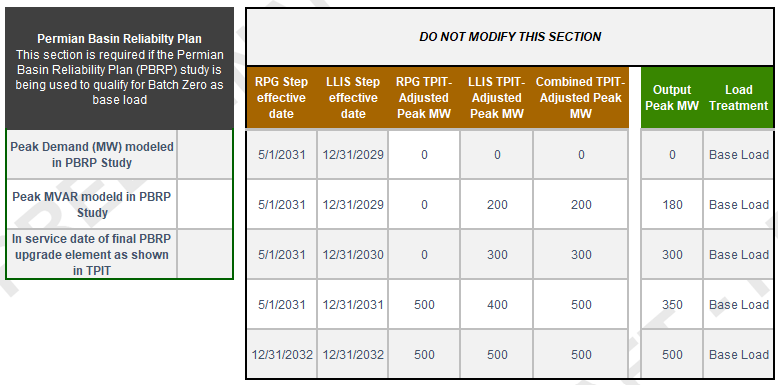 Permian Basin Reliabilty Plan
This section is required if the Permian
Basin Reliability Plan (PBRP) study is
being used to qualify for Batch Zero as
base load
Peak Demand (MW) modeled
in PBRP Study
Peak MVAR modeld in PBRP
Study
In service date of final PBRP
upgrade element as shown
in TPIT
DO NOT MODIFY THIS SECTION
RPG Step effective date LLIS Step effective date RPG TPIT-Adjusted Peak MW LLIS TPIT-Adjusted Peak MW Combined TPIT-Adjusted Peak MW Output Peak MW Load Treatment
5/1/2031 12/31/2029 0 0 0 0 Base Load
5/1/2031 12/31/2029 0 200 200 180 Base Load
5/1/2031 12/31/2030 0 300 300 300 Base Load
5/1/2031 12/31/2031 500 400 500 350 Base Load
12/31/2032 12/31/2032 500 500 500 500 Base Load